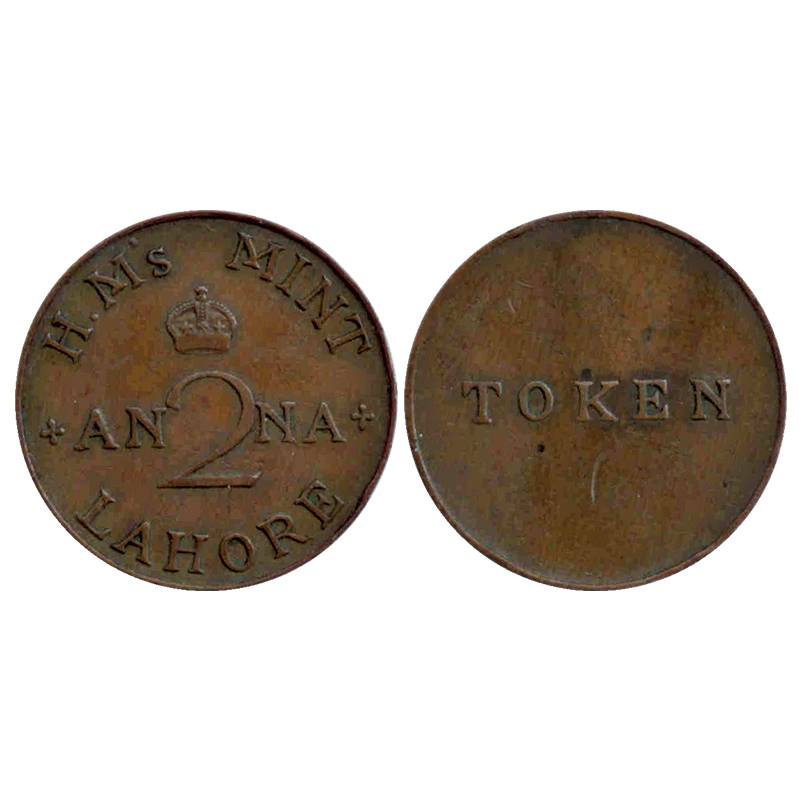 H.M's MINT
AN 2 NA
LAHORE
TOKEN